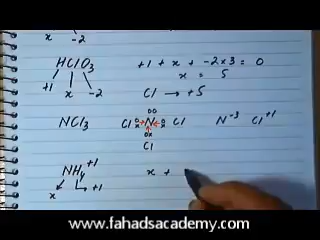 x -2
HClO3 +1 + x + -2×3 = 0
+1 x -2 x = 5
Cl → +5
NCl3 Cl N Cl N-3 Cl+1
Cl
NH4+1 x +
x +1
www.fahadsacademy.com